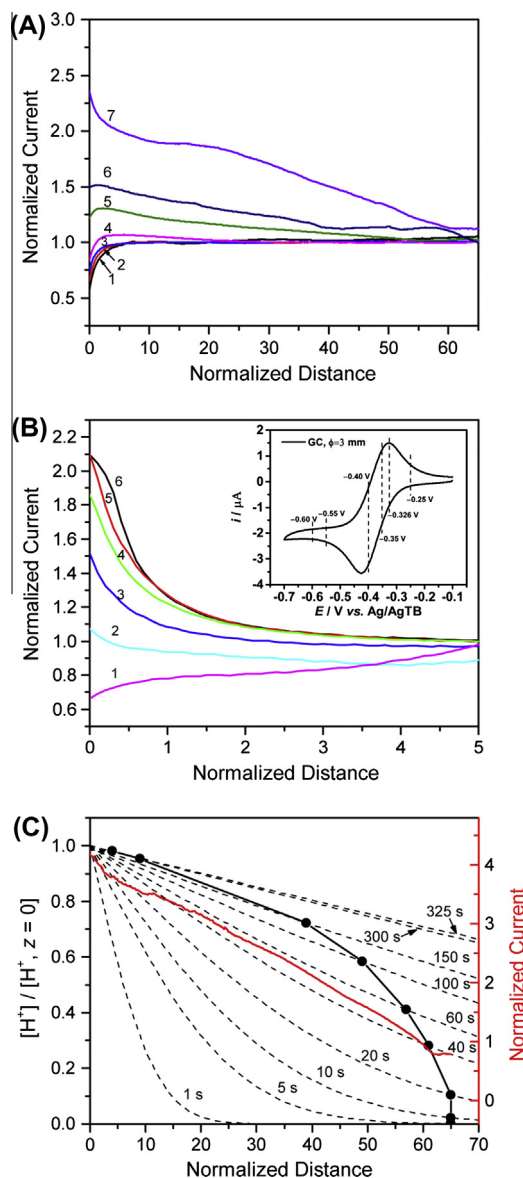 (A)
3.0
2.5
2.0
1.5
1.0
0.5
Normalized Current
7
6
5
4
3
2
1
0 10 20 30 40 50 60
Normalized Distance
(B)
2.2
2.0
1.8
1.6
1.4
1.2
1.0
0.8
0.6
Normalized Current
6
5
4
3
2
1
GC, ϕ=3 mm
2
1
0
-1
-2
-3
-4
i / μA
−0.40 V
−0.60 V
−0.55 V
−0.25 V
−0.326 V
−0.35 V
-0.7 -0.6 -0.5 -0.4 -0.3 -0.2 -0.1
E / V vs. Ag/AgTB
0 1 2 3 4 5
Normalized Distance
(C)
1.0
0.8
0.6
0.4
0.2
0.0
[H⁺] / [H⁺, z = 0]
4
3
2
1
0
Normalized Current
325 s
300 s
150 s
100 s
60 s
40 s
20 s
10 s
5 s
1 s
0 10 20 30 40 50 60 70
Normalized Distance